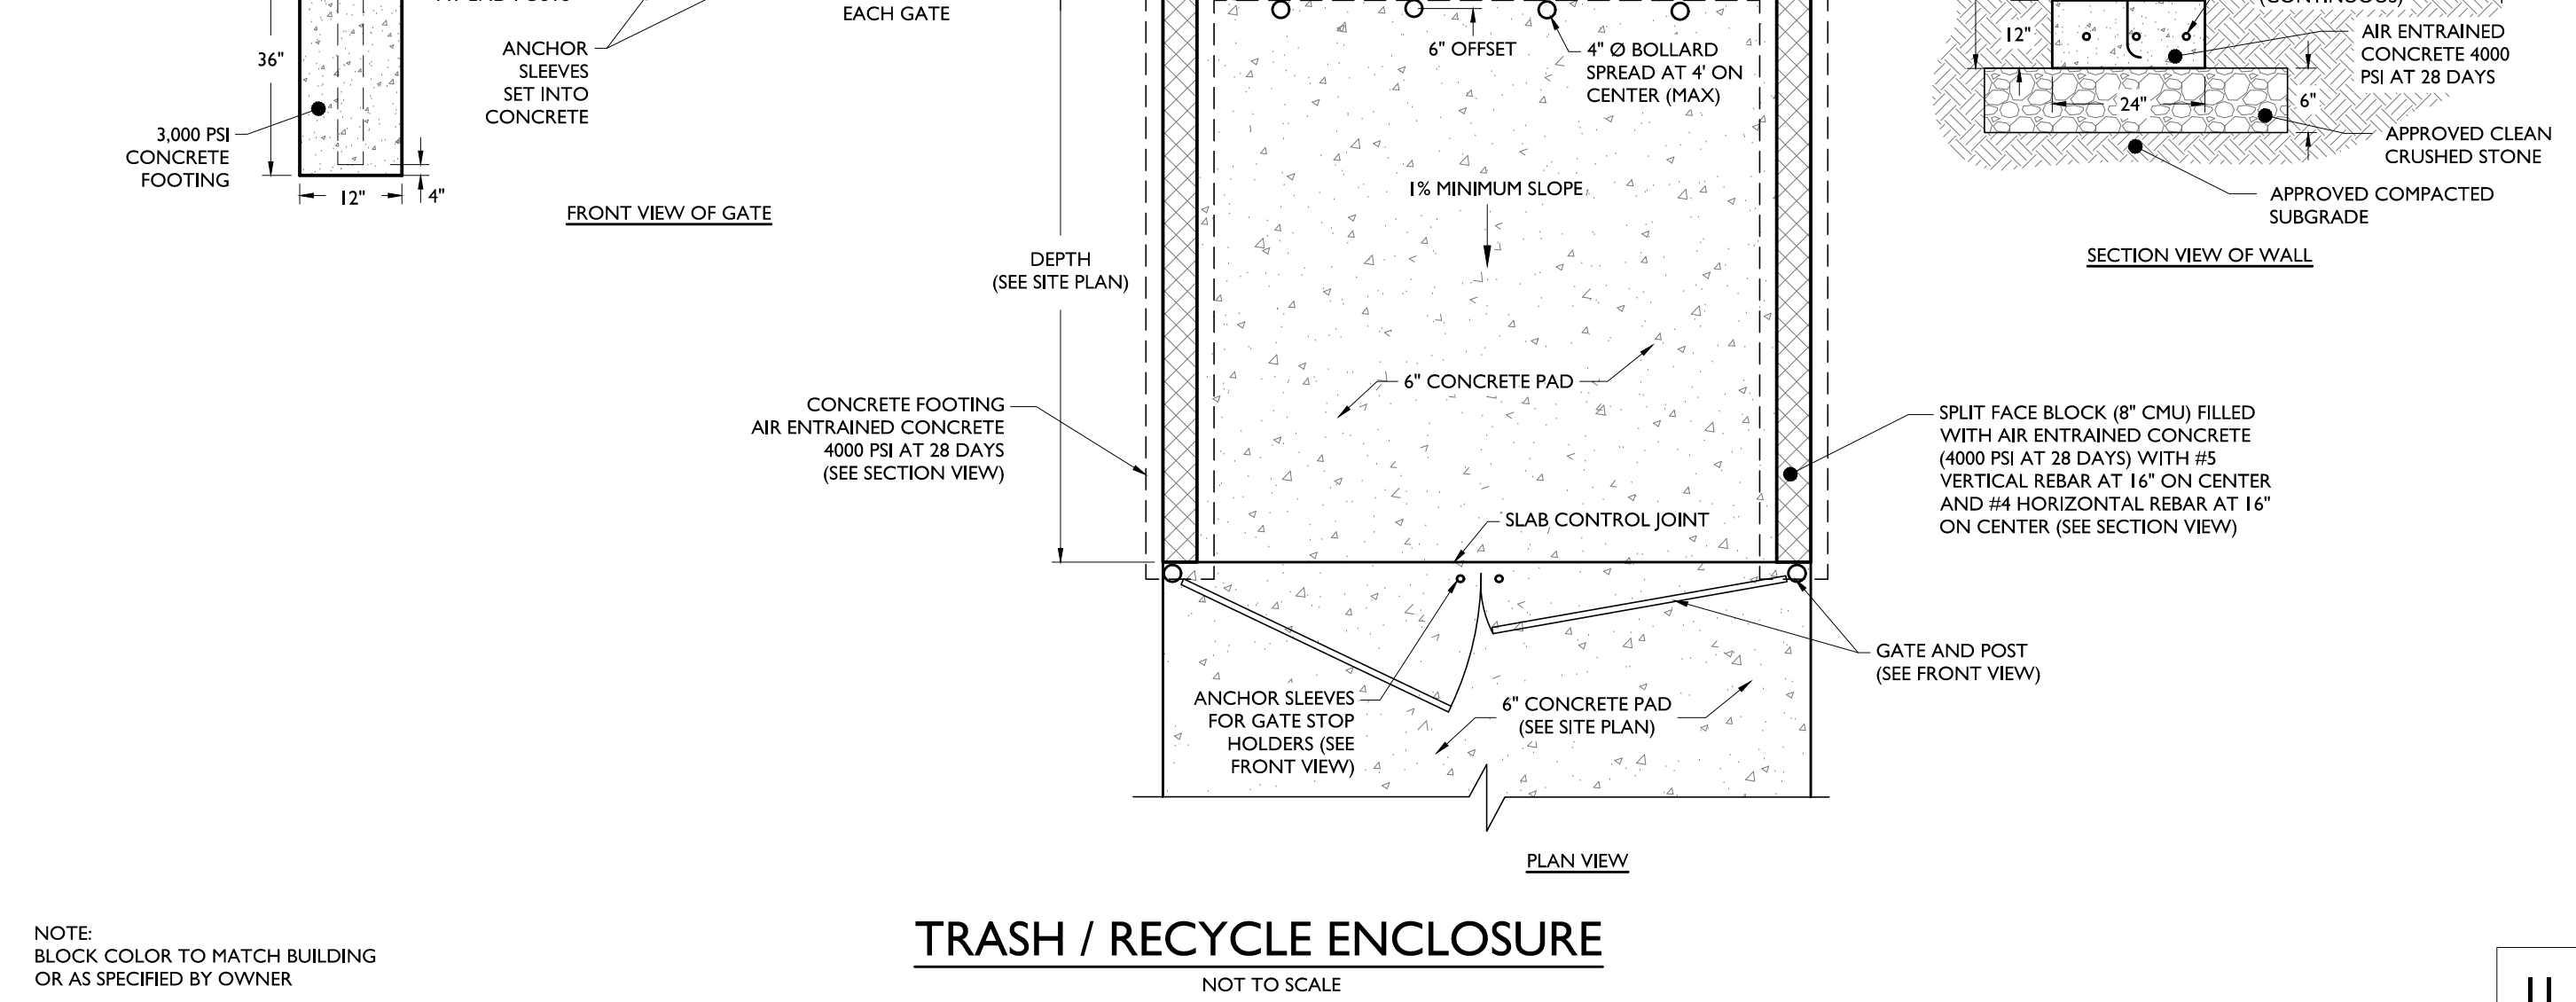 EACH GATE
ANCHOR
SLEEVES
SET INTO
CONCRETE
36"
3,000 PSI
CONCRETE
FOOTING
12"
4"
FRONT VIEW OF GATE
6" OFFSET
4" Ø BOLLARD
SPREAD AT 4' ON
CENTER (MAX)
1% MINIMUM SLOPE
DEPTH
(SEE SITE PLAN)
6" CONCRETE PAD
CONCRETE FOOTING
AIR ENTRAINED CONCRETE
4000 PSI AT 28 DAYS
(SEE SECTION VIEW)
SLAB CONTROL JOINT
ANCHOR SLEEVES
FOR GATE STOP
HOLDERS (SEE
FRONT VIEW)
6" CONCRETE PAD
(SEE SITE PLAN)
GATE AND POST
(SEE FRONT VIEW)
PLAN VIEW
(CONTINUOUS)
12"
AIR ENTRAINED
CONCRETE 4000
PSI AT 28 DAYS
24"
6"
APPROVED CLEAN
CRUSHED STONE
APPROVED COMPACTED
SUBGRADE
SECTION VIEW OF WALL
SPLIT FACE BLOCK (8" CMU) FILLED
WITH AIR ENTRAINED CONCRETE
(4000 PSI AT 28 DAYS) WITH #5
VERTICAL REBAR AT 16" ON CENTER
AND #4 HORIZONTAL REBAR AT 16"
ON CENTER (SEE SECTION VIEW)
NOTE:
BLOCK COLOR TO MATCH BUILDING
OR AS SPECIFIED BY OWNER
TRASH / RECYCLE ENCLOSURE
NOT TO SCALE